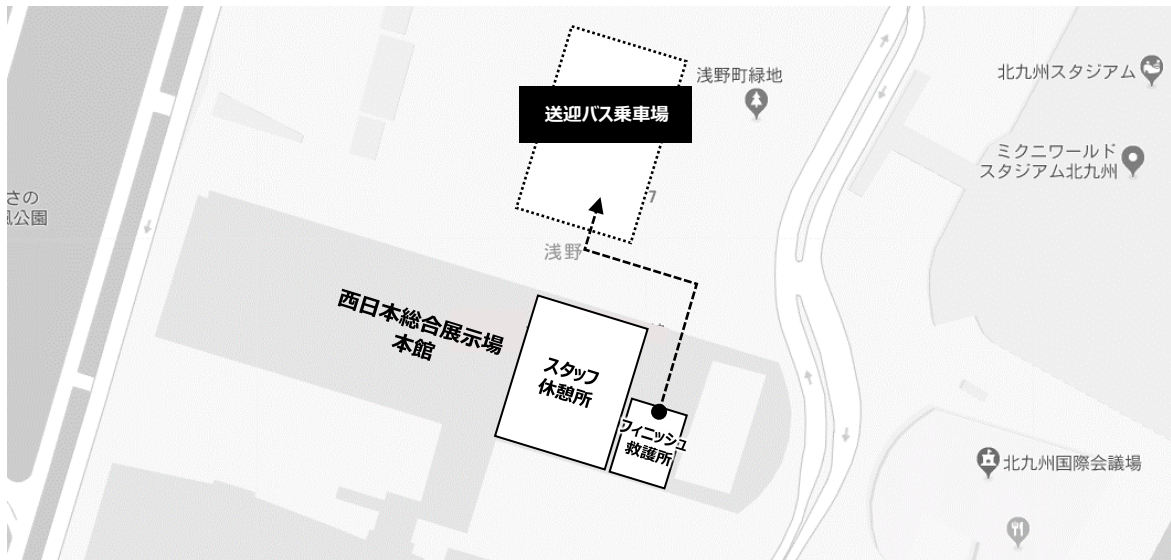 浅野町緑地
北九州スタジアム
送迎バス乗車場
ミクニワールド
スタジアム北九州
さの
風公園
7
浅野
西日本総合展示場
本館
スタッフ
休憩所
フィニッシュ
救護所
北九州国際会議場